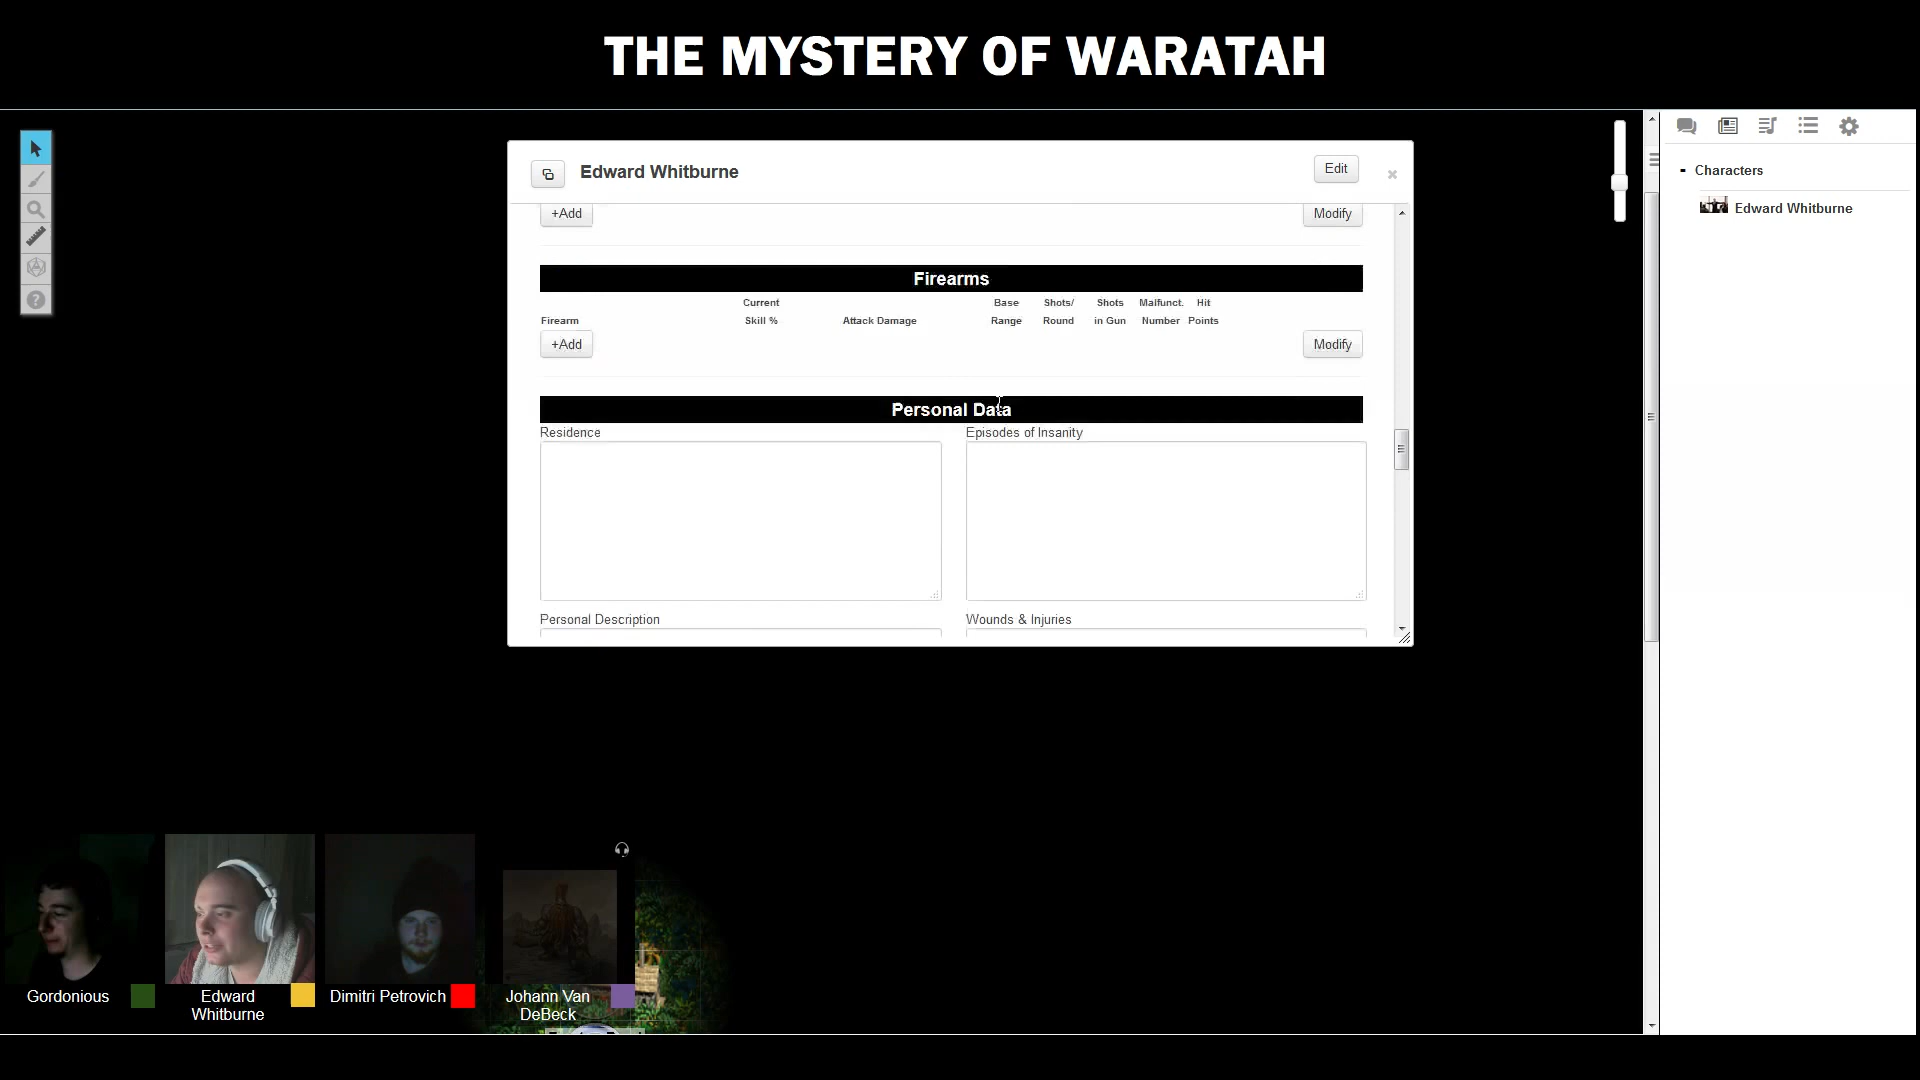 THE MYSTERY OF WARATAH
Edward Whitburne
Edit
Characters
Edward Whitburne
+Add
Modify
Firearms
Firearm
Current
Skill %
Attack Damage
Base
Range
Shots/
Round
Shots
in Gun
Malfunct.
Number
Hit
Points
+Add
Modify
Personal Data
Residence
Episodes of Insanity
Personal Description
Wounds & Injuries
Gordonious
Edward
Whitburne
Dimitri Petrovich
Johann Van
DeBeck